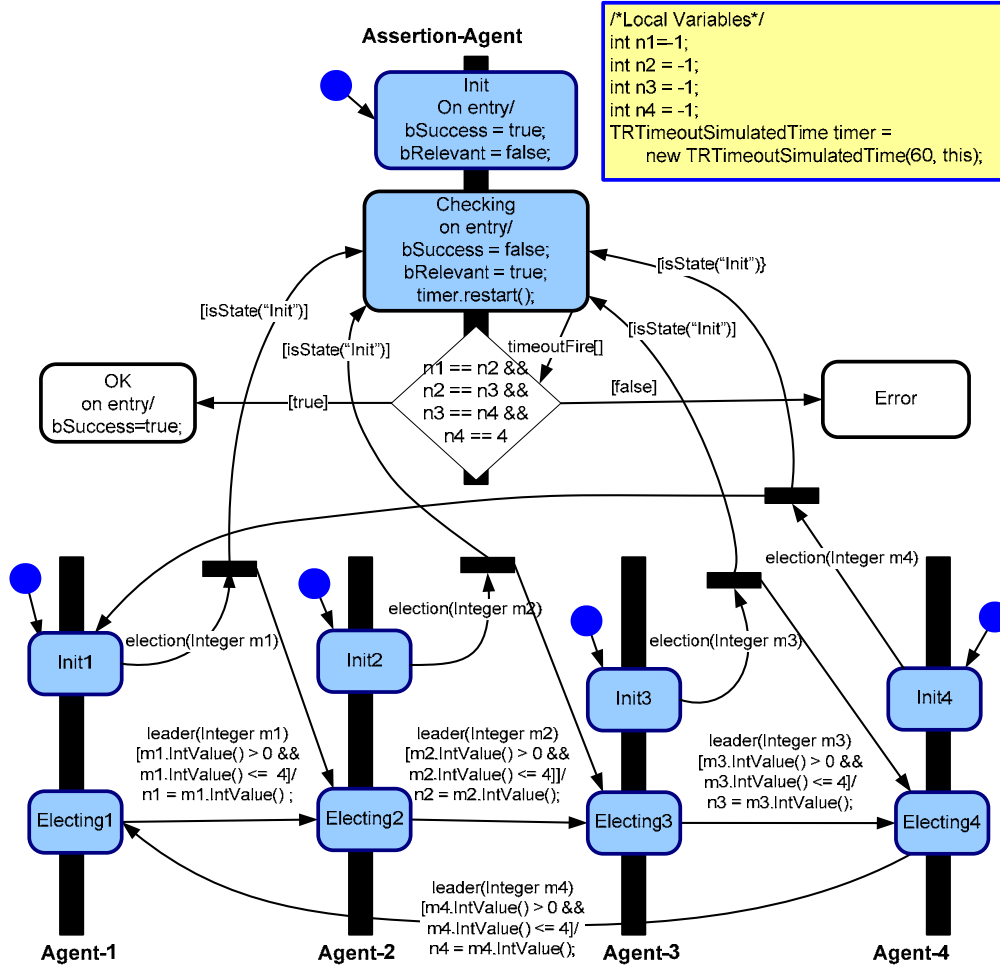 Assertion-Agent
/*Local Variables*/
int n1=-1;
int n2 = -1;
int n3 = -1;
int n4 = -1;
TRTimeoutSimulatedTime timer =
new TRTimeoutSimulatedTime(60, this);
Init
On entry/
bSuccess = true;
bRelevant = false;
Checking
on entry/
bSuccess = false;
bRelevant = true;
timer.restart();
[isState("Init")}
[isState("Init")]
[isState("Init")]
[isState("Init")]
timeoutFire[]
n1 == n2 &&
n2 == n3 &&
n3 == n4 &&
n4 == 4
OK
on entry/
bSuccess=true;
[true]
[false]
Error
election(Integer m4)
election(Integer m2)
election(Integer m1)
election(Integer m3)
Init1
Init2
Init3
Init4
leader(Integer m1)
[m1.IntValue() > 0 &&
m1.IntValue() <= 4]/
n1 = m1.IntValue() ;
leader(Integer m2)
[m2.IntValue() > 0 &&
m2.IntValue() <= 4]]/
n2 = m2.IntValue();
leader(Integer m3)
[m3.IntValue() > 0 &&
m3.IntValue() <= 4]/
n3 = m3.IntValue();
Electing1
Electing2
Electing3
Electing4
leader(Integer m4)
[m4.IntValue() > 0 &&
m4.IntValue() <= 4]/
n4 = m4.IntValue();
Agent-1
Agent-2
Agent-3
Agent-4